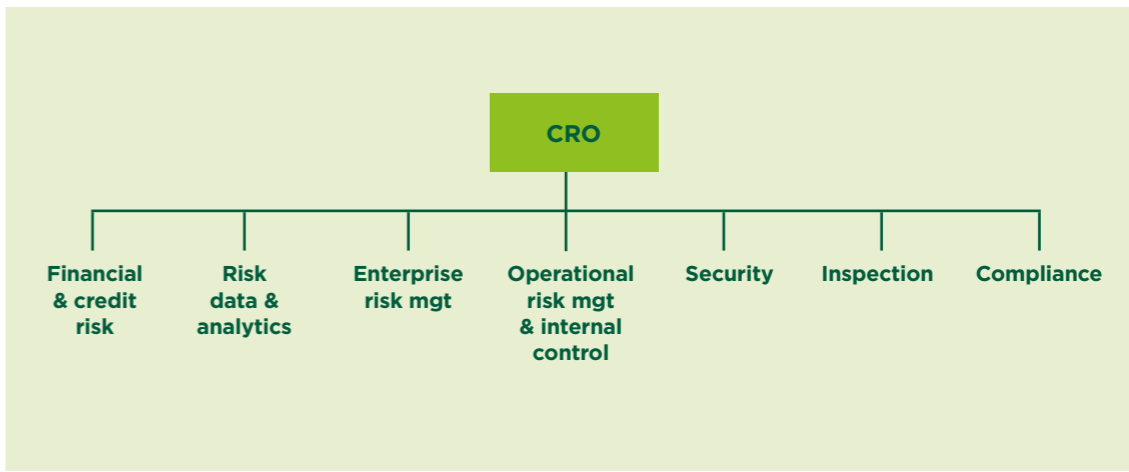 CRO
Financial
& credit
risk
Risk
data &
analytics
Enterprise
risk mgt
Operational
risk mgt
& internal
control
Security
Inspection
Compliance